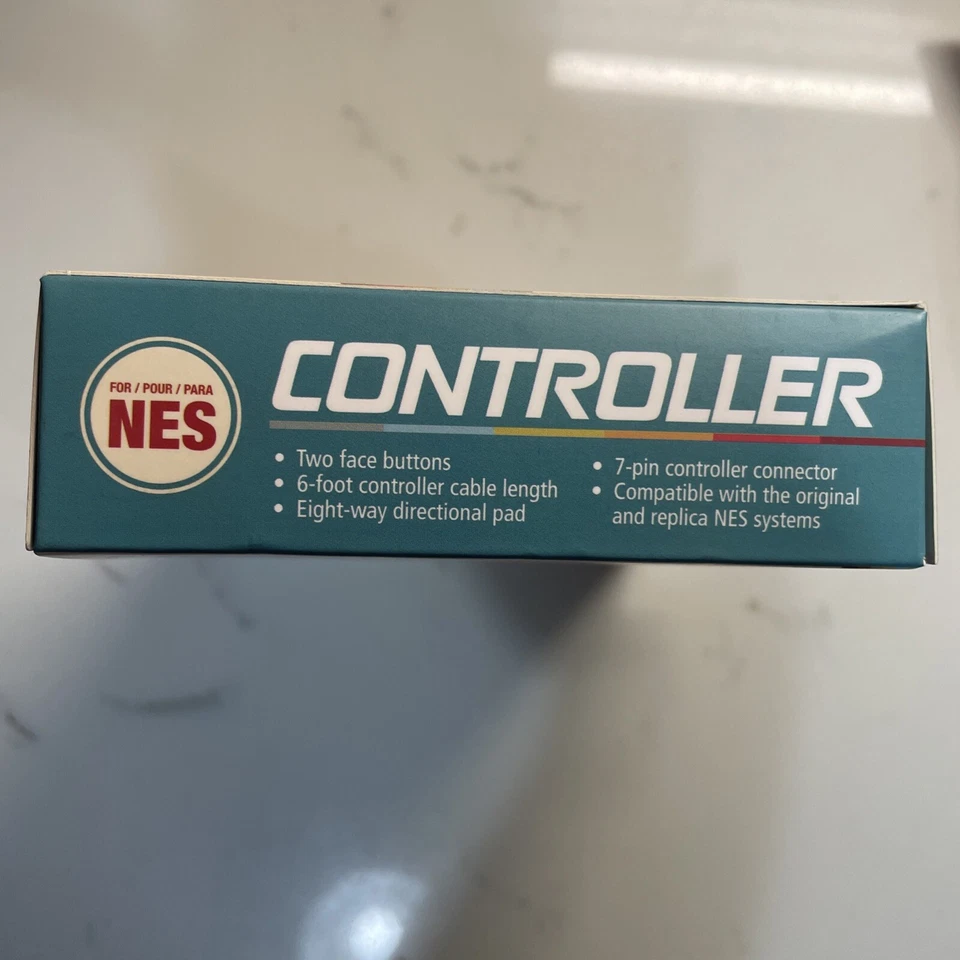 FOR / POUR / PARA
NES
CONTROLLER
• Two face buttons
• 6-foot controller cable length
• Eight-way directional pad
• 7-pin controller connector
• Compatible with the original
and replica NES systems